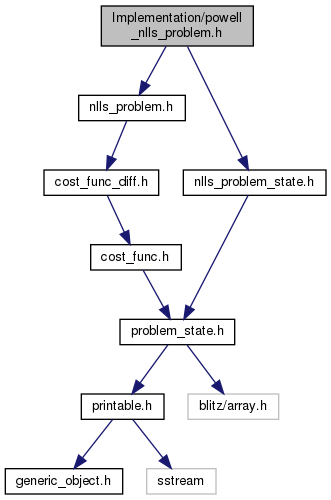 Implementation/powell
_nlls_problem.h
nlls_problem.h
cost_func_diff.h
nlls_problem_state.h
cost_func.h
problem_state.h
printable.h
blitz/array.h
generic_object.h
sstream